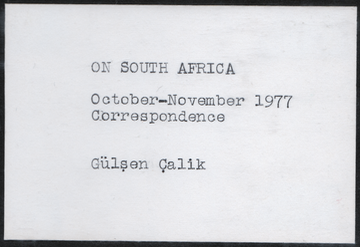 ON SOUTH AFRICA
October-November 1977
Correspondence
Gülşen Çalik